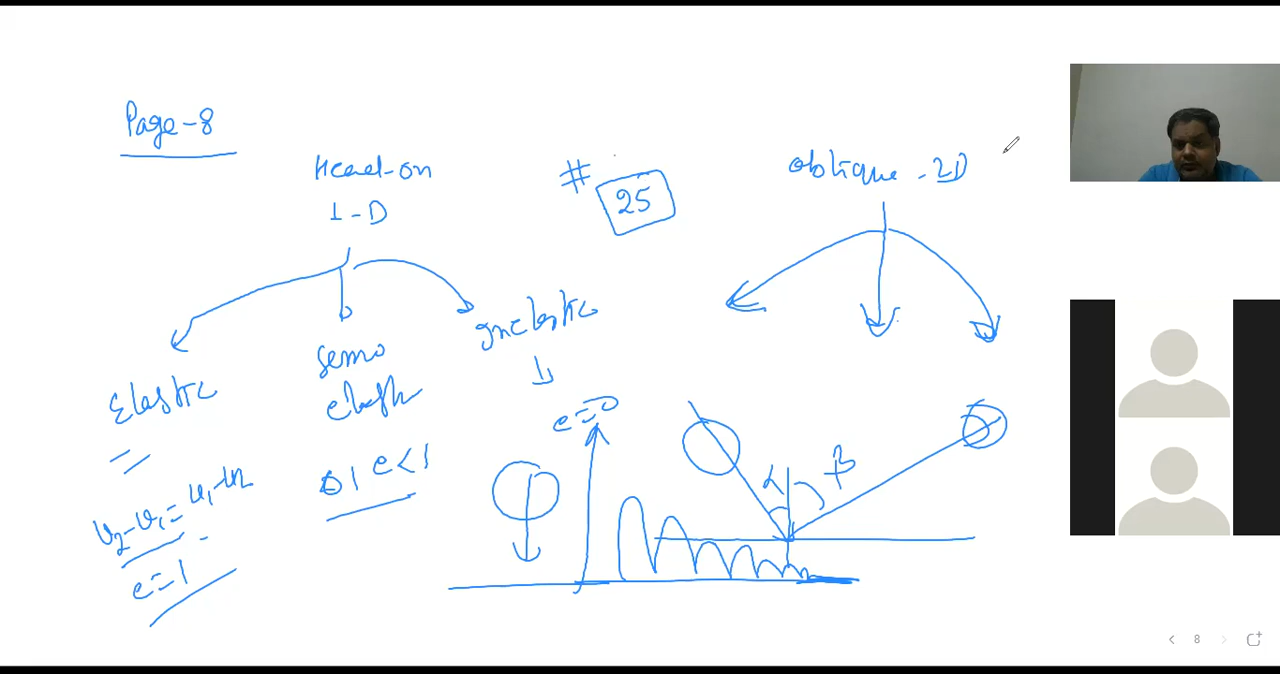 Page-8
Head-on
1-D
#
25
oblique - 2D
Elastic
semi
elastic
inelastic
e=0
0 < e < 1
v2-v1=u1-u2
e=1
α
β
8